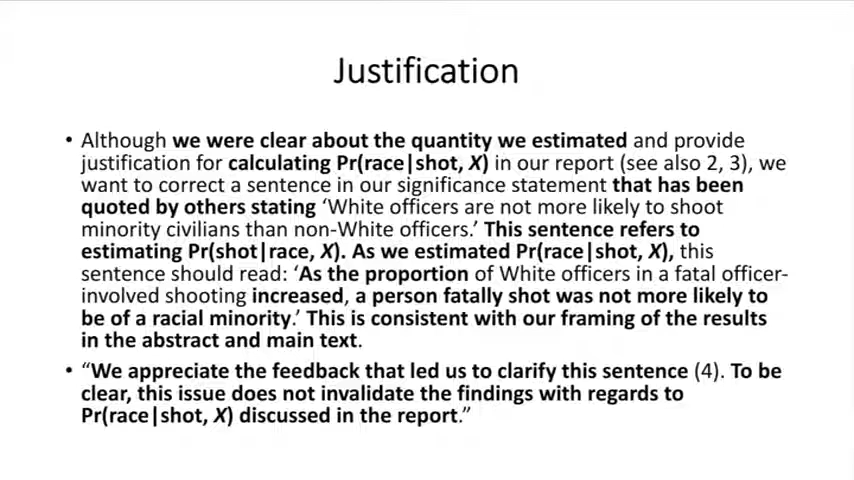 Justification
• Although we were clear about the quantity we estimated and provide
justification for calculating Pr(race|shot, X) in our report (see also 2, 3), we
want to correct a sentence in our significance statement that has been
quoted by others stating ‘White officers are not more likely to shoot
minority civilians than non-White officers.’ This sentence refers to
estimating Pr(shot|race, X). As we estimated Pr(race|shot, X), this
sentence should read: ‘As the proportion of White officers in a fatal officer-
involved shooting increased, a person fatally shot was not more likely to
be of a racial minority.’ This is consistent with our framing of the results
in the abstract and main text.
• “We appreciate the feedback that led us to clarify this sentence (4). To be
clear, this issue does not invalidate the findings with regards to
Pr(race|shot, X) discussed in the report.”